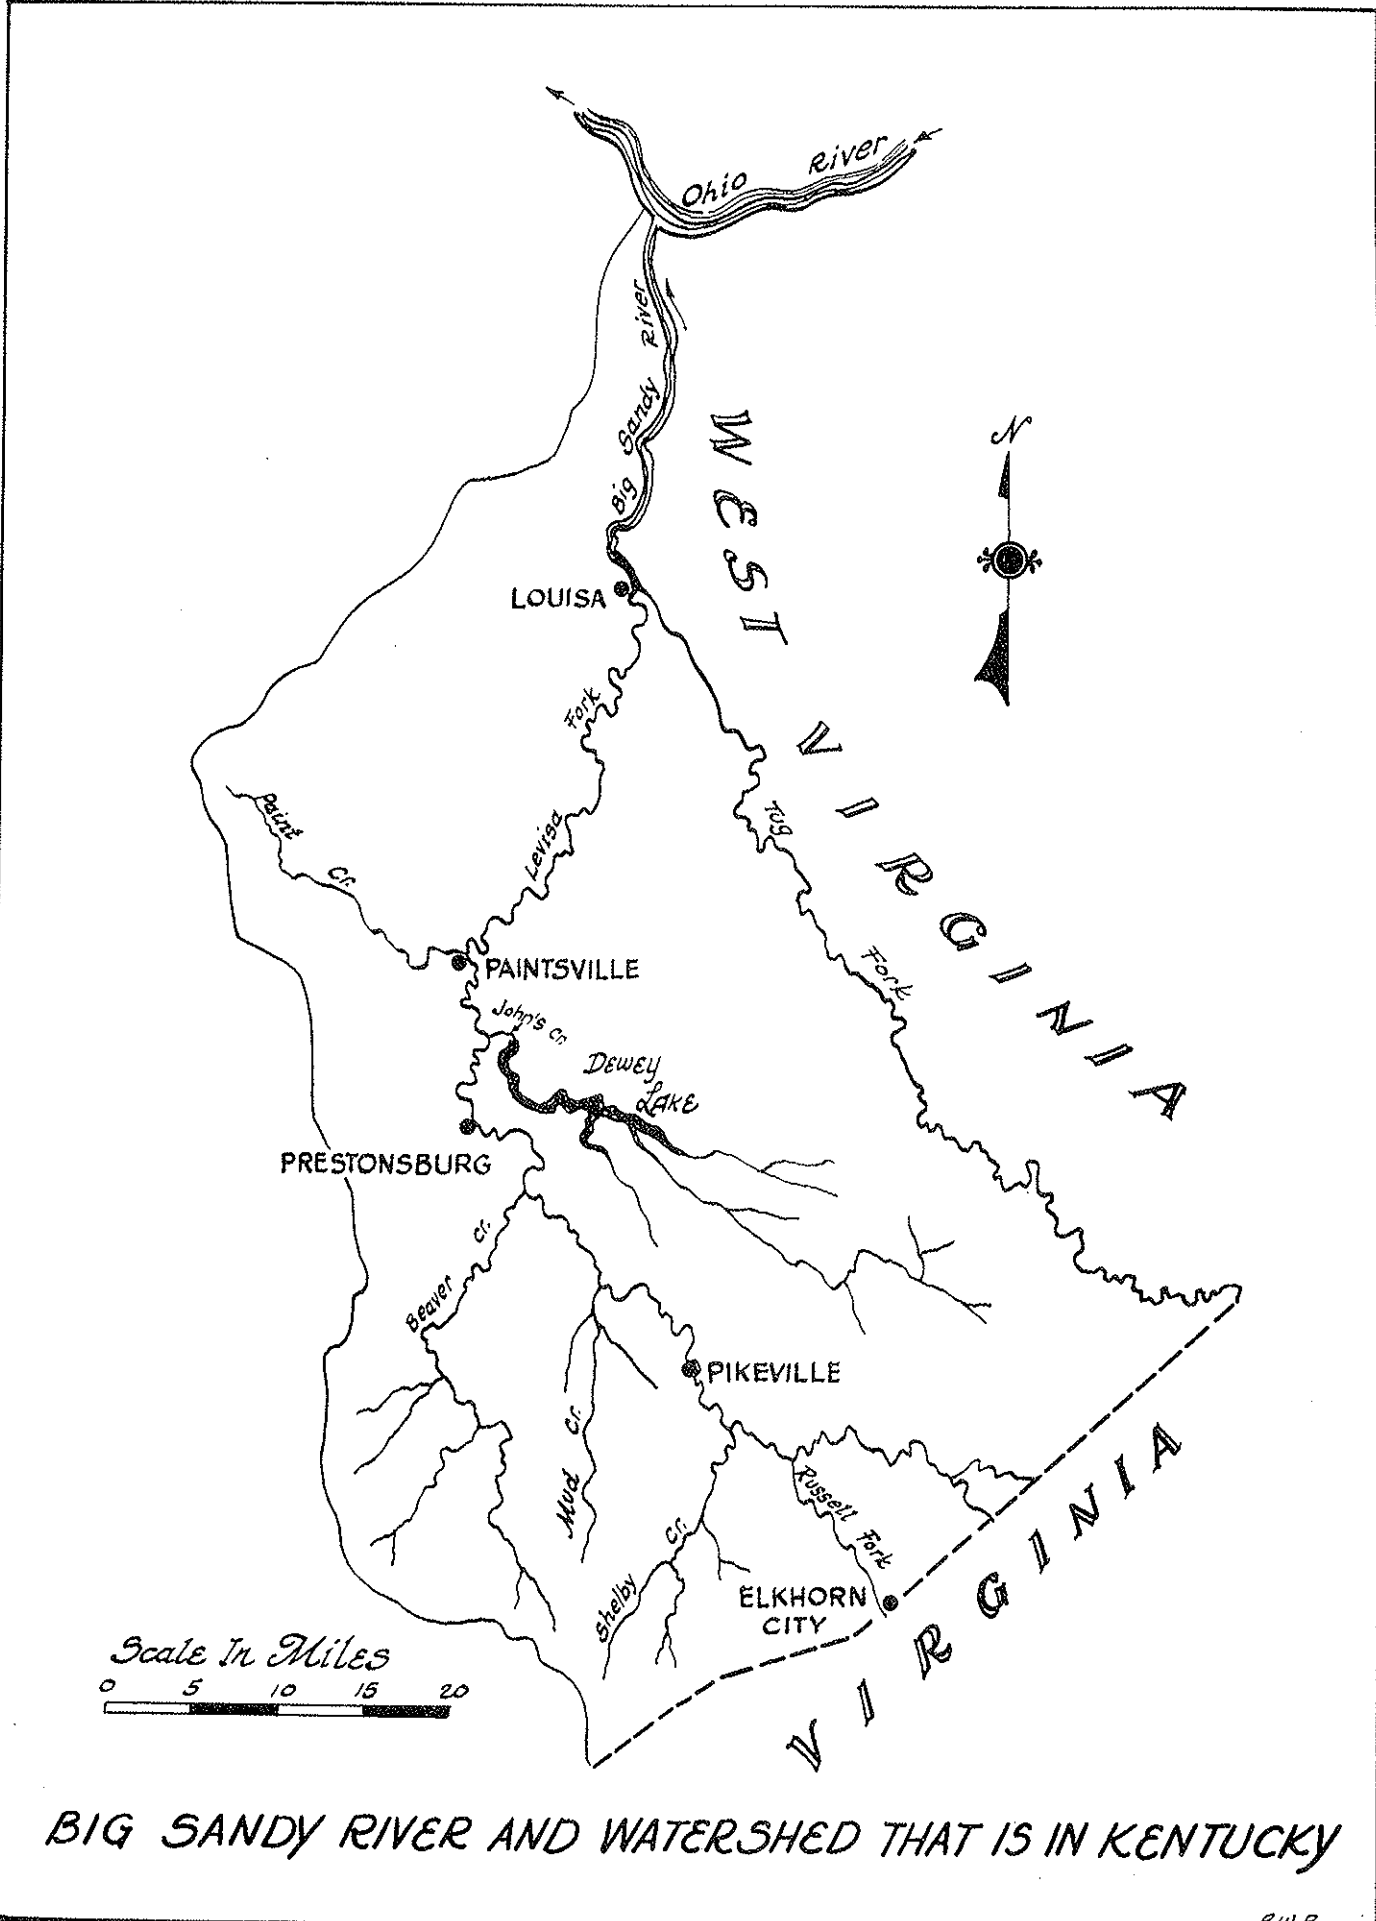 Ohio River
Big Sandy River
WEST VIRGINIA
N
LOUISA
Levisa Fork
Tug Fork
Paint Cr.
PAINTSVILLE
John's Cr.
DEWEY
LAKE
PRESTONSBURG
Beaver Cr.
PIKEVILLE
Mud Cr.
Russell Fork
Shelby Cr.
ELKHORN
CITY
VIRGINIA
Scale In Miles
0 5 10 15 20
BIG SANDY RIVER AND WATERSHED THAT IS IN KENTUCKY